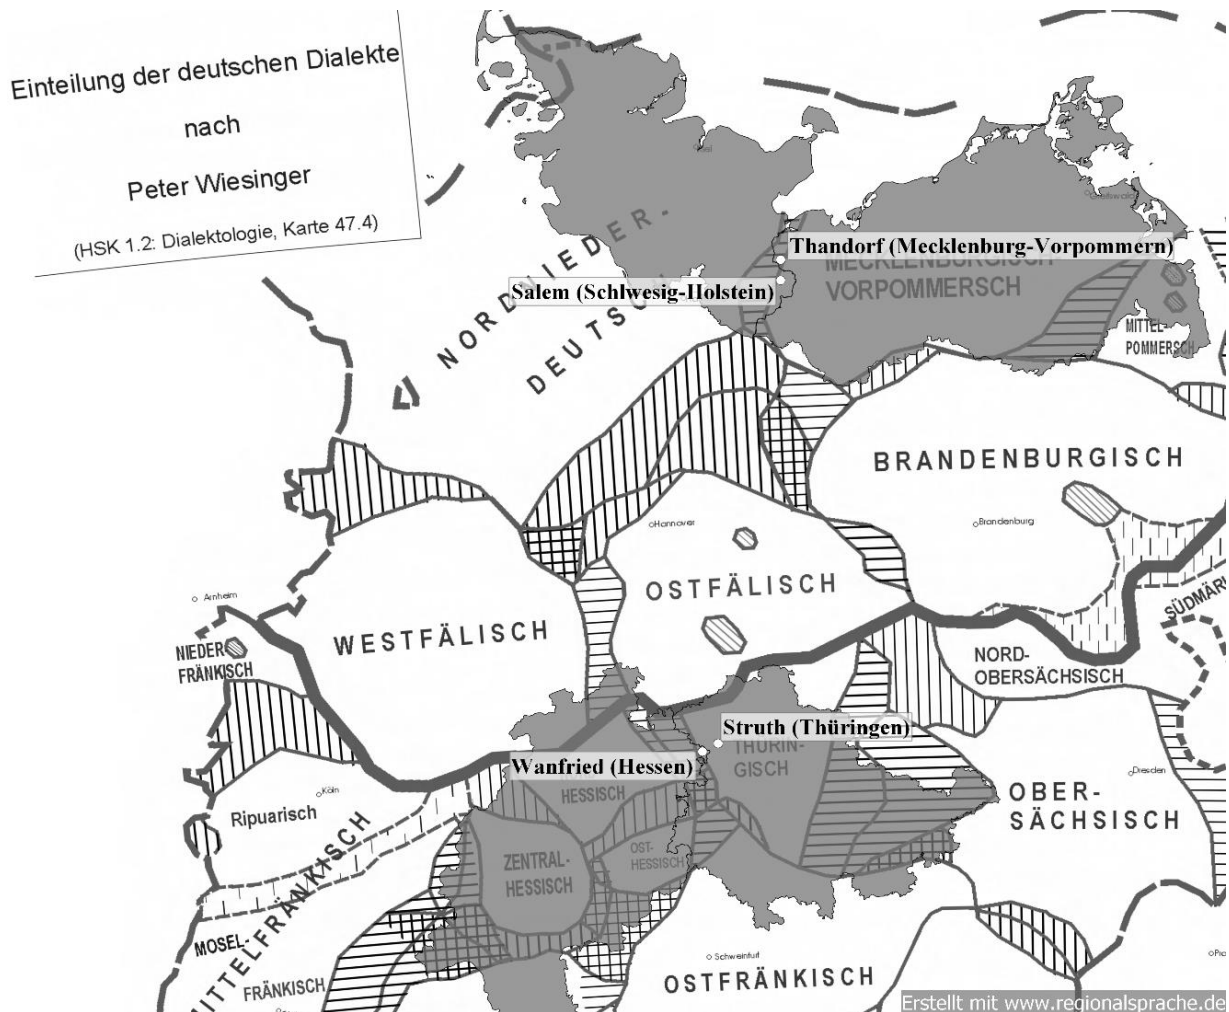 Einteilung der deutschen Dialekte
nach
Peter Wiesinger
(HSK 1.2: Dialektologie, Karte 47.4)
Thandorf (Mecklenburg-Vorpommern)
MECKLENBURGISCH-
VORPOMMERSCH
Salem (Schlwesig-Holstein)
NORDNIEDER-
DEUTSCH
MITTEL-
POMMERSCH
BRANDENBURGISCH
Brandenburg
Hannover
OSTFÄLISCH
Arnheim
WESTFÄLISCH
NIEDER
FRÄNKISCH
SÜDMÄRK
NORD-
OBERSÄCHSISCH
Struth (Thüringen)
THÜRIN-
GISCH
Wanfried (Hessen)
HESSISCH
Dresden
OBER-
SÄCHSISCH
Köln
Ripuarisch
ZENTRAL-
HESSISCH
OST-
HESSISCH
MOSEL-
FRÄNKISCH
MITTELFRÄNKISCH
Schweinfurt
OSTFRÄNKISCH
Erstellt mit www.regionalsprache.de